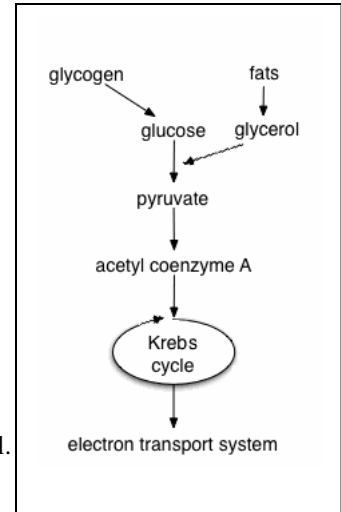 glycogen fats
glucose glycerol
pyruvate
acetyl coenzyme A
Krebs
cycle
electron transport system